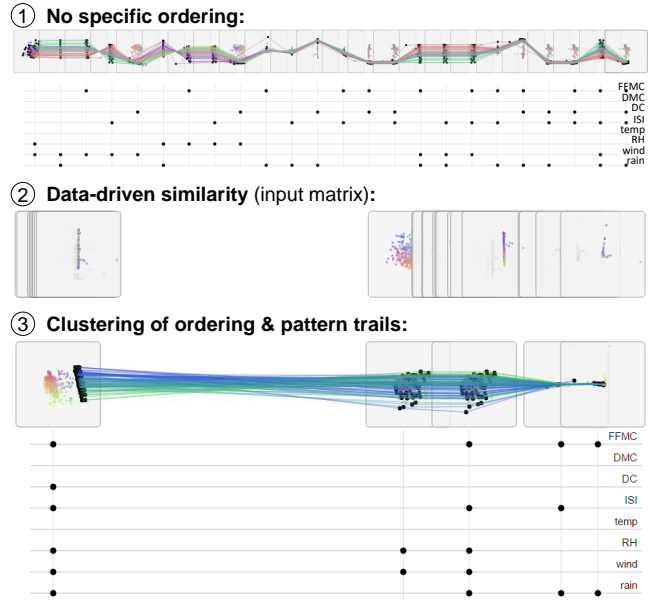 1 No specific ordering:
FFMC
DMC
DC
ISI
temp
RH
wind
rain
2 Data-driven similarity (input matrix):
3 Clustering of ordering & pattern trails:
FFMC
DMC
DC
ISI
temp
RH
wind
rain